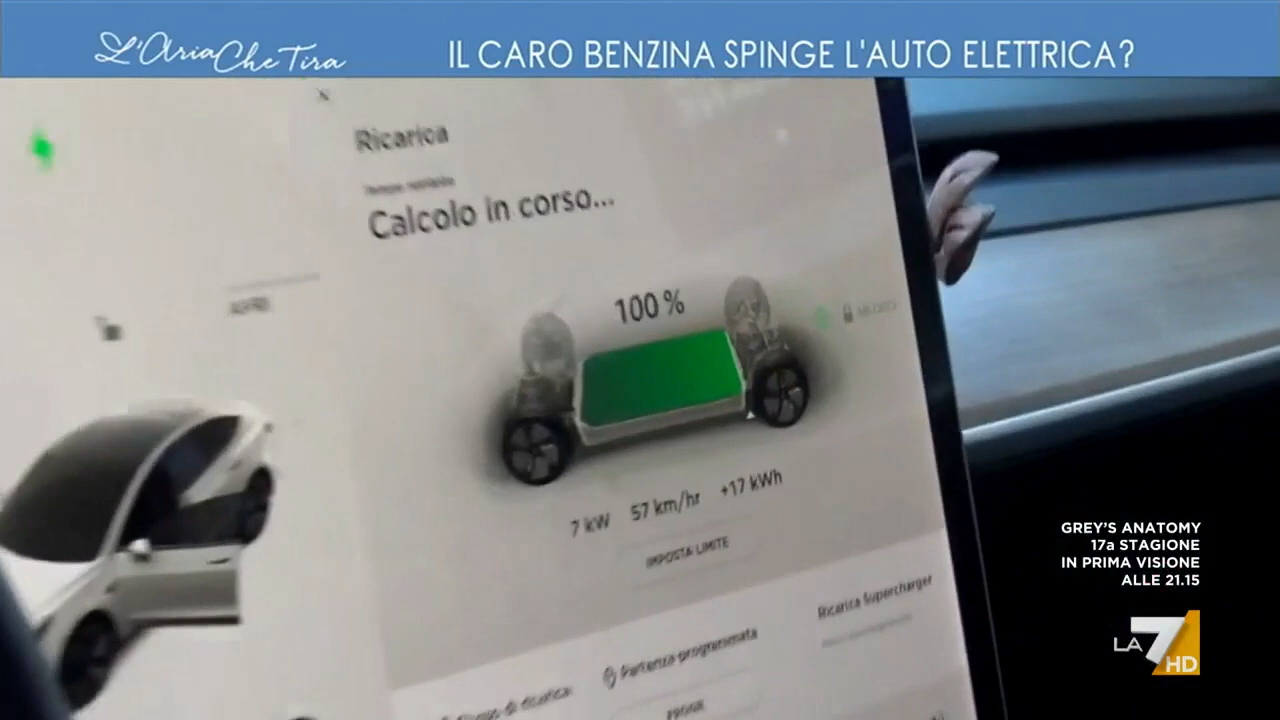 L'Aria Che Tira
IL CARO BENZINA SPINGE L'AUTO ELETTRICA?
Ricarica
Calcolo in corso...
100 %
7 kW 57 km/hr +17 kWh
IMPOSTA LIMITE
Ricarica Supercharger
Partenza programmata
GREY'S ANATOMY
17a STAGIONE
IN PRIMA VISIONE
ALLE 21.15
LA 7 HD